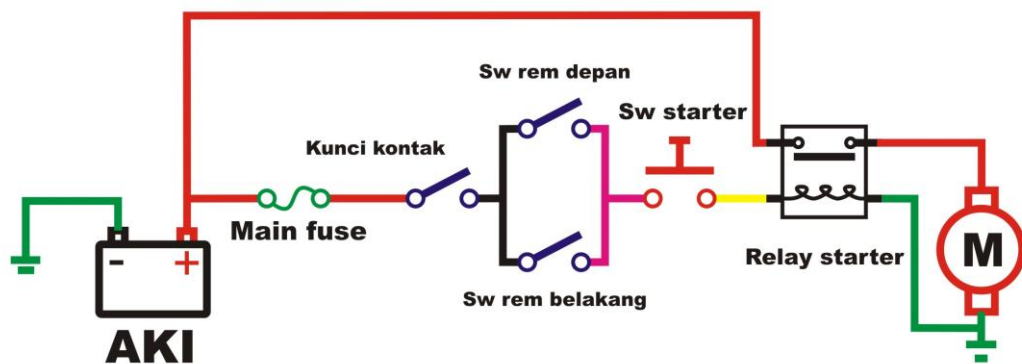 Sw rem depan
Sw starter
Kunci kontak
Main fuse
Relay starter
M
- +
Sw rem belakang
AKI